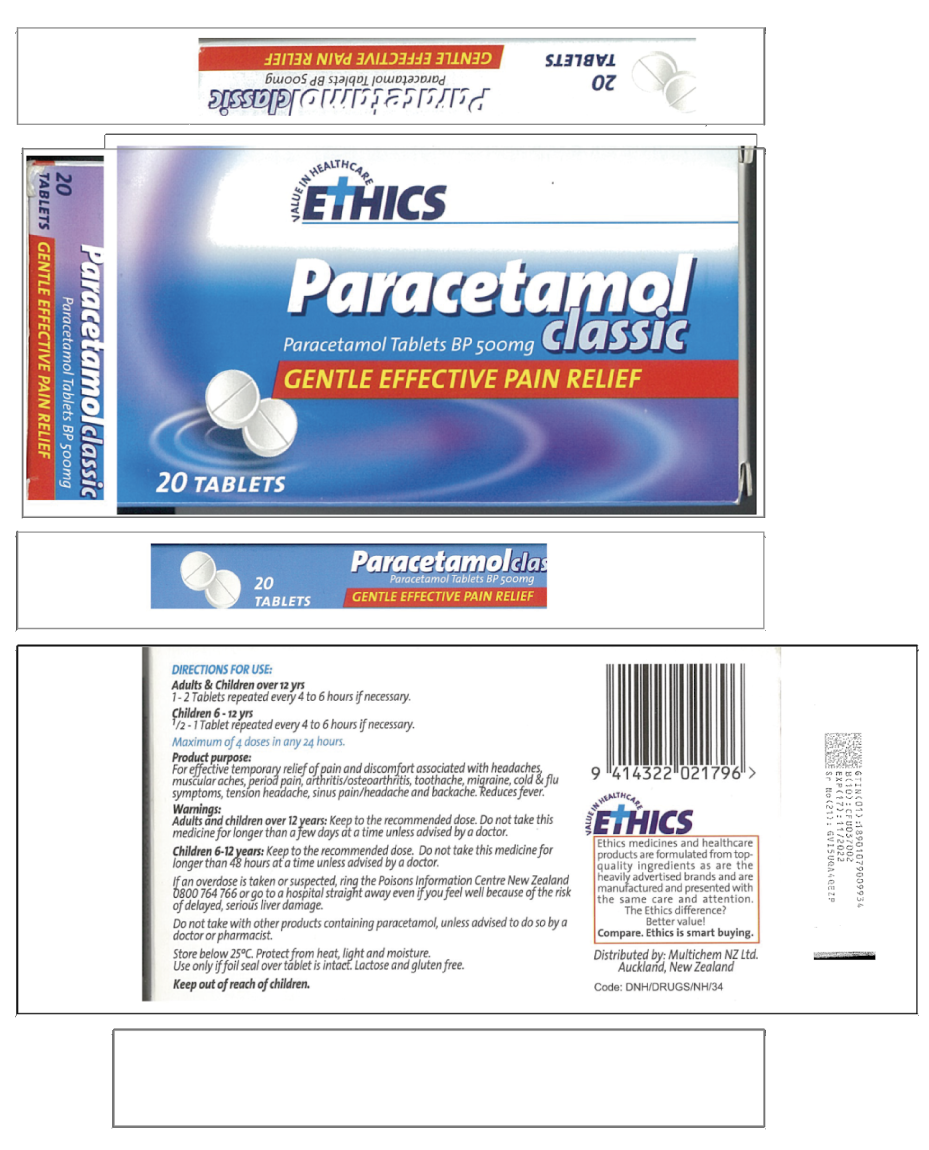 Paracetamolclassic
Paracetamol Tablets BP 500mg
GENTLE EFFECTIVE PAIN RELIEF
20
TABLETS
20
TABLETS
Paracetamolclassic
Paracetamol Tablets BP 500mg
GENTLE EFFECTIVE PAIN RELIEF
VALUE IN HEALTHCARE
ETHICS
Paracetamol
classic
Paracetamol Tablets BP 500mg
GENTLE EFFECTIVE PAIN RELIEF
20 TABLETS
20
TABLETS
Paracetamolclas
Paracetamol Tablets BP 500mg
GENTLE EFFECTIVE PAIN RELIEF
DIRECTIONS FOR USE:
Adults & Children over 12 yrs
1 - 2 Tablets repeated every 4 to 6 hours if necessary.
Children 6 - 12 yrs
1/2 - 1 Tablet repeated every 4 to 6 hours if necessary.
Maximum of 4 doses in any 24 hours.
Product purpose:
For effective temporary relief of pain and discomfort associated with headaches,
muscular aches, period pain, arthritis/osteoarthritis, toothache, migraine, cold & flu
symptoms, tension headache, sinus pain/headache and backache. Reduces fever.
Warnings:
Adults and children over 12 years: Keep to the recommended dose. Do not take this
medicine for longer than a few days at a time unless advised by a doctor.
Children 6-12 years: Keep to the recommended dose. Do not take this medicine for
longer than 48 hours at a time unless advised by a doctor.
If an overdose is taken or suspected, ring the Poisons Information Centre New Zealand
0800 764 766 or go to a hospital straight away even if you feel well because of the risk
of delayed, serious liver damage.
Do not take with other products containing paracetamol, unless advised to do so by a
doctor or pharmacist.
Store below 25°C. Protect from heat, light and moisture.
Use only if foil seal over tablet is intact. Lactose and gluten free.
Keep out of reach of children.
9 414322 021796 >
VALUE IN HEALTHCARE
ETHICS
Ethics medicines and healthcare
products are formulated from top-
quality ingredients as are the
heavily advertised brands and are
manufactured and presented with
the same care and attention.
The Ethics difference?
Better value!
Compare. Ethics is smart buying.
Distributed by: Multichem NZ Ltd.
Auckland, New Zealand
Code: DNH/DRUGS/NH/34
GTIN(01):18901079009934
B(10):CFU005/002
EXP(17):11/2022